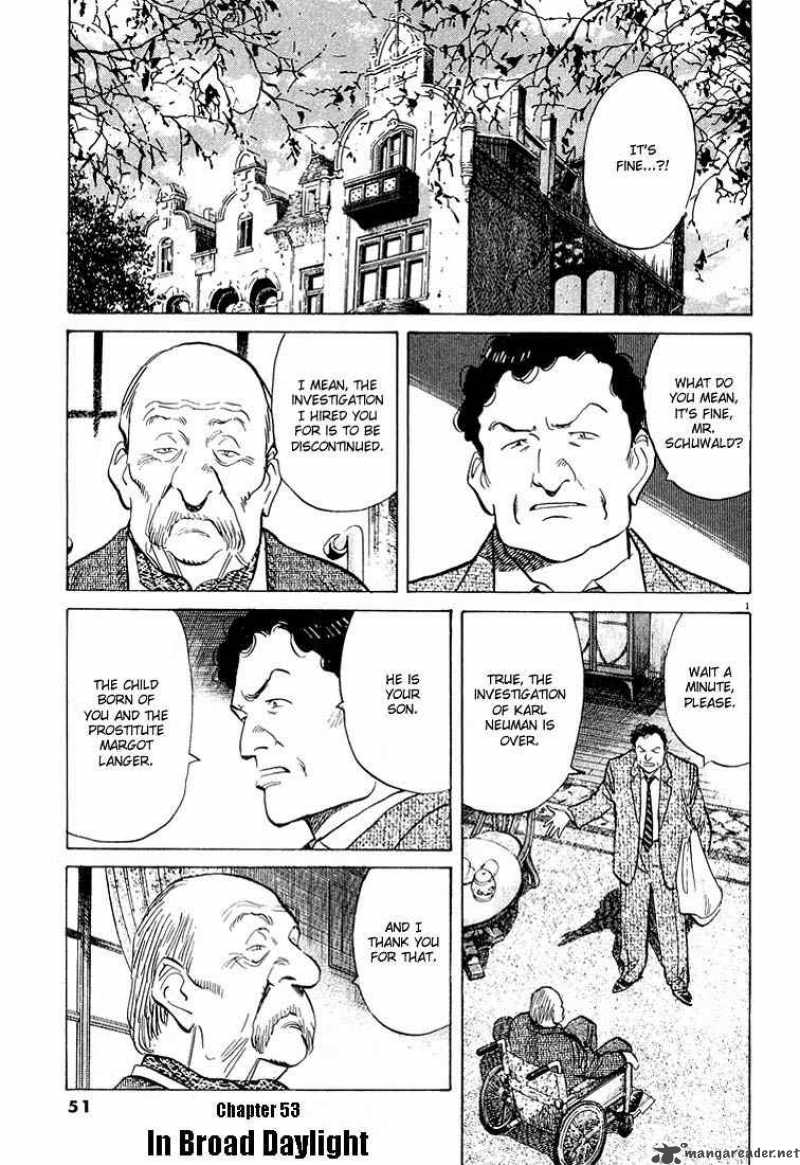 IT'S
FINE...?!
WHAT DO
YOU MEAN,
IT'S FINE,
MR.
SCHUWALD?
I MEAN, THE
INVESTIGATION
I HIRED YOU
FOR IS TO BE
DISCONTINUED.
1
WAIT A
MINUTE,
PLEASE.
TRUE, THE
INVESTIGATION
OF KARL
NEUMAN IS
OVER.
HE IS
YOUR
SON.
THE CHILD
BORN OF
YOU AND THE
PROSTITUTE
MARGOT
LANGER.
AND I
THANK YOU
FOR THAT.
51
Chapter 53
In Broad Daylight
mangareader.net